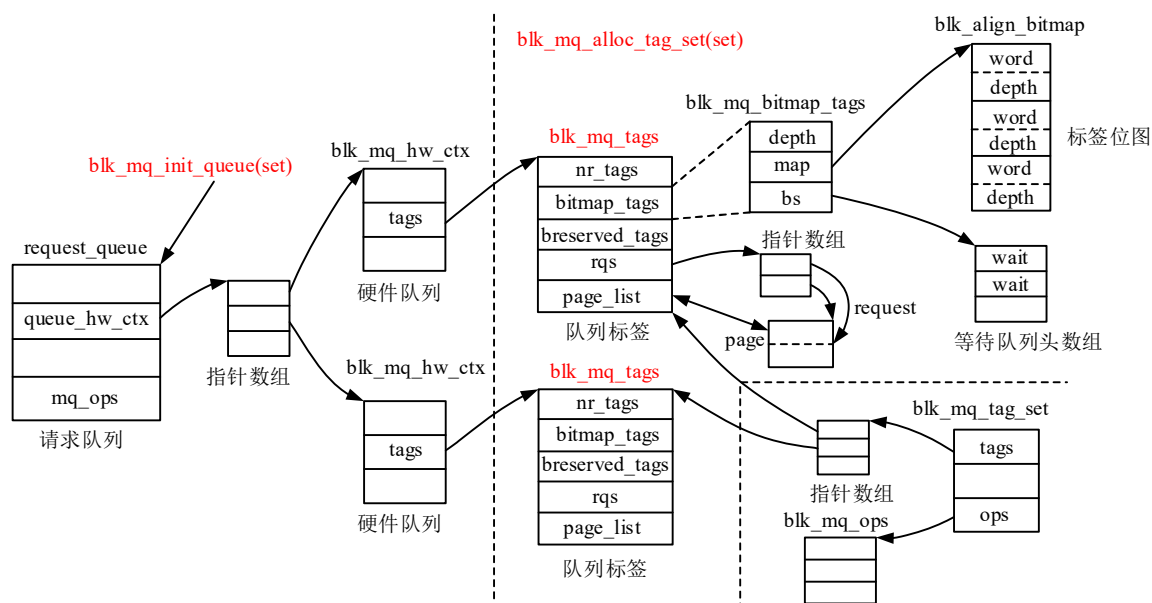 blk_mq_init_queue(set)
request_queue
queue_hw_ctx
mq_ops
请求队列
指针数组
blk_mq_hw_ctx
tags
硬件队列
blk_mq_hw_ctx
tags
硬件队列
blk_mq_alloc_tag_set(set)
blk_mq_tags
nr_tags
bitmap_tags
breserved_tags
rqs
page_list
队列标签
blk_mq_tags
nr_tags
bitmap_tags
breserved_tags
rqs
page_list
队列标签
blk_mq_bitmap_tags
depth
map
bs
指针数组
request
page
blk_align_bitmap
word
depth
word
depth
word
depth
标签位图
wait
wait
等待队列头数组
blk_mq_tag_set
tags
ops
指针数组
blk_mq_ops